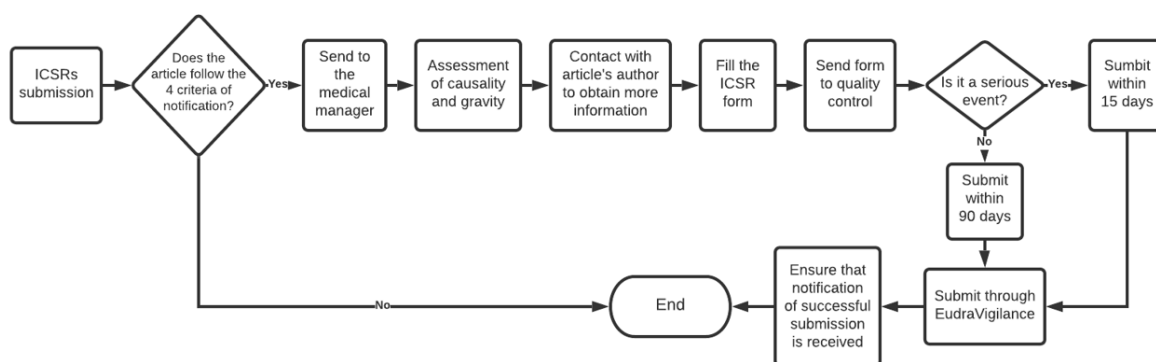 ICSRs
submission
Does the
article follow the
4 criteria of
notification?
Yes
Send to
the
medical
manager
Assessment
of causality
and gravity
Contact with
article's author
to obtain more
information
Fill the
ICSR
form
Send form
to quality
control
Is it a serious
event?
Yes
Sumbit
within
15 days
No
Submit
within
90 days
Submit through
EudraVigilance
Ensure that
notification
of successful
submission
is received
End
No